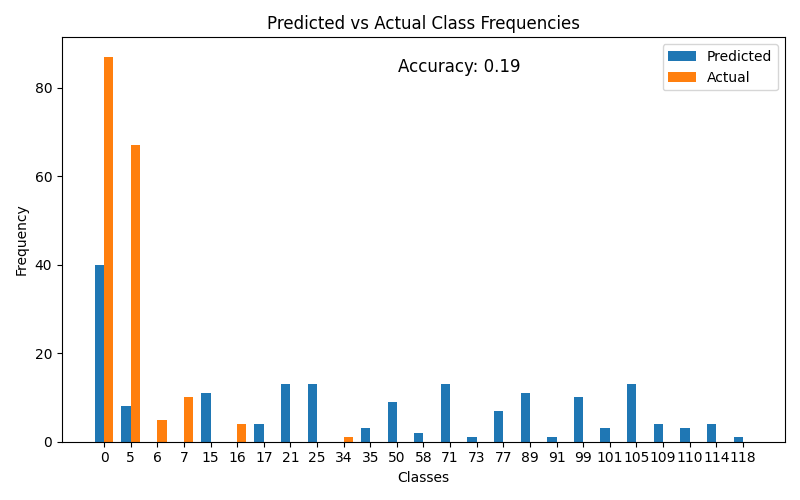 Predicted vs Actual Class Frequencies
Accuracy: 0.19
Predicted
Actual
Frequency
80
60
40
20
0
0 5 6 7 15 16 17 21 25 34 35 50 58 71 73 77 89 91 99 101 105 109 110 114 118
Classes